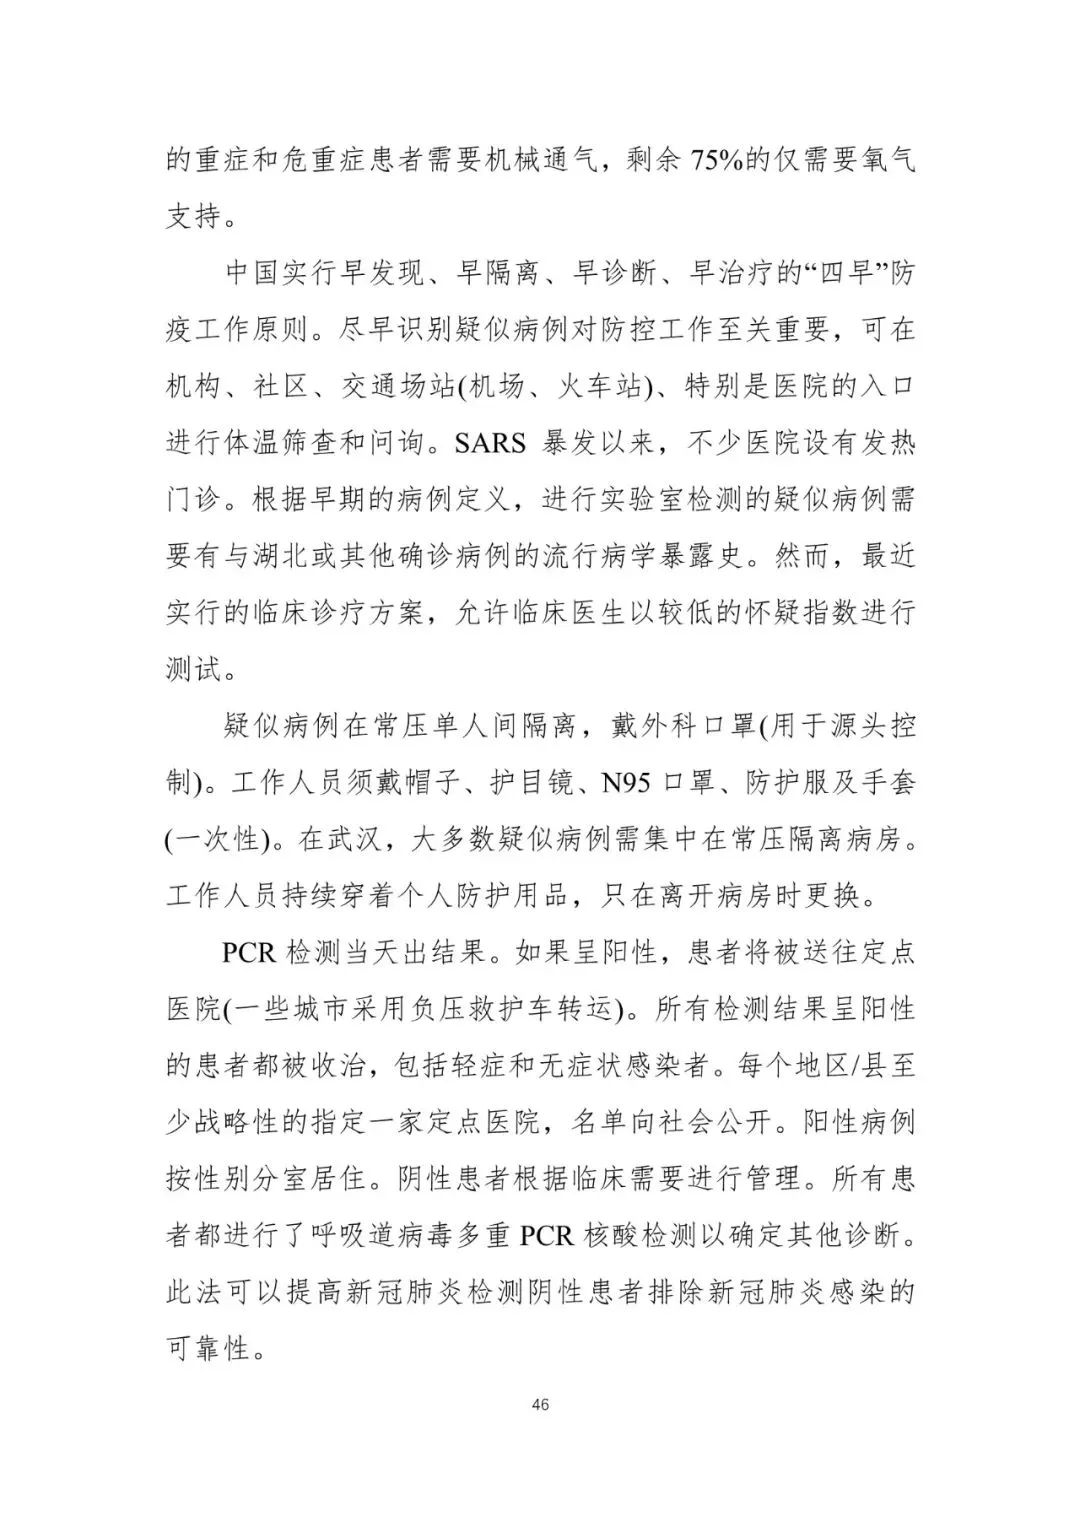 的重症和危重症患者需要机械通气，剩余 75%的仅需要氧气
支持。
中国实行早发现、早隔离、早诊断、早治疗的“四早”防
疫工作原则。尽早识别疑似病例对防控工作至关重要，可在
机构、社区、交通场站(机场、火车站)、特别是医院的入口
进行体温筛查和问询。SARS 暴发以来，不少医院设有发热
门诊。根据早期的病例定义，进行实验室检测的疑似病例需
要有与湖北或其他确诊病例的流行病学暴露史。然而，最近
实行的临床诊疗方案，允许临床医生以较低的怀疑指数进行
测试。
疑似病例在常压单人间隔离，戴外科口罩(用于源头控
制)。工作人员须戴帽子、护目镜、N95 口罩、防护服及手套
(一次性)。在武汉，大多数疑似病例需集中在常压隔离病房。
工作人员持续穿着个人防护用品，只在离开病房时更换。
PCR 检测当天出结果。如果呈阳性，患者将被送往定点
医院(一些城市采用负压救护车转运)。所有检测结果呈阳性
的患者都被收治，包括轻症和无症状感染者。每个地区/县至
少战略性的指定一家定点医院，名单向社会公开。阳性病例
按性别分室居住。阴性患者根据临床需要进行管理。所有患
者都进行了呼吸道病毒多重 PCR 核酸检测以确定其他诊断。
此法可以提高新冠肺炎检测阴性患者排除新冠肺炎感染的
可靠性。
46